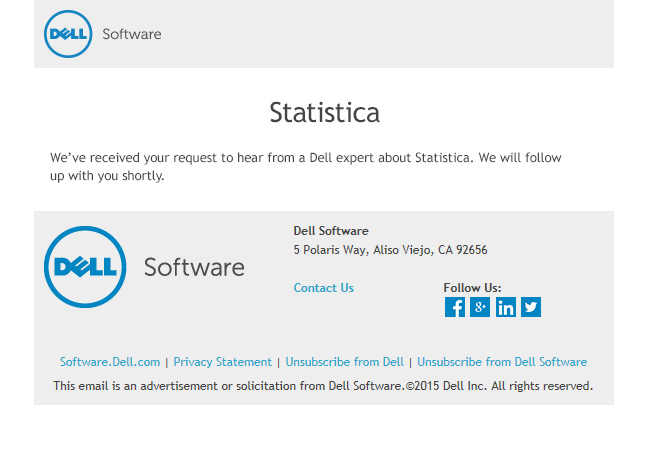 DELL Software
Statistica
We've received your request to hear from a Dell expert about Statistica. We will follow
up with you shortly.
DELL Software
Dell Software
5 Polaris Way, Aliso Viejo, CA 92656
Contact Us
Follow Us:
f g+ in
Software.Dell.com | Privacy Statement | Unsubscribe from Dell | Unsubscribe from Dell Software
This email is an advertisement or solicitation from Dell Software.©2015 Dell Inc. All rights reserved.